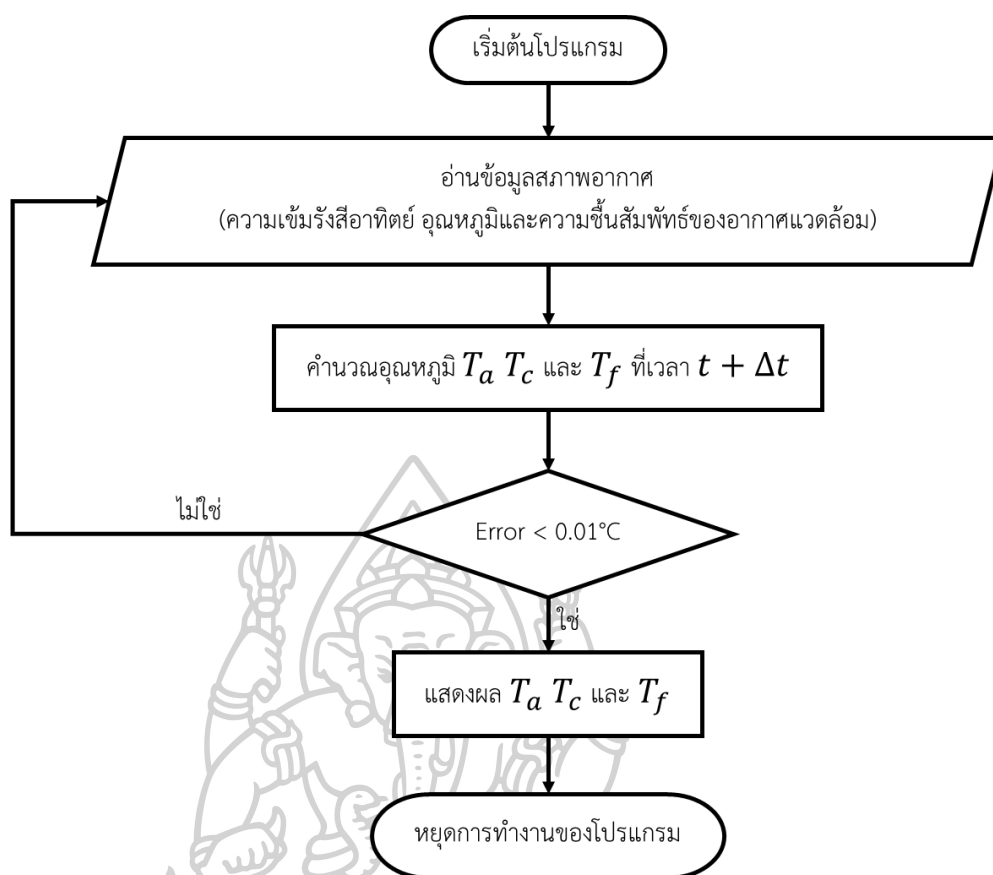 เริ่มต้นโปรแกรม
อ่านข้อมูลสภาพอากาศ
(ความเข้มรังสีอาทิตย์ อุณหภูมิและความชื้นสัมพัทธ์ของอากาศแวดล้อม)
คำนวณอุณหภูมิ T_a T_c และ T_f ที่เวลา t + Δt
ไม่ใช่
Error < 0.01°C
ใช่
แสดงผล T_a T_c และ T_f
หยุดการทำงานของโปรแกรม